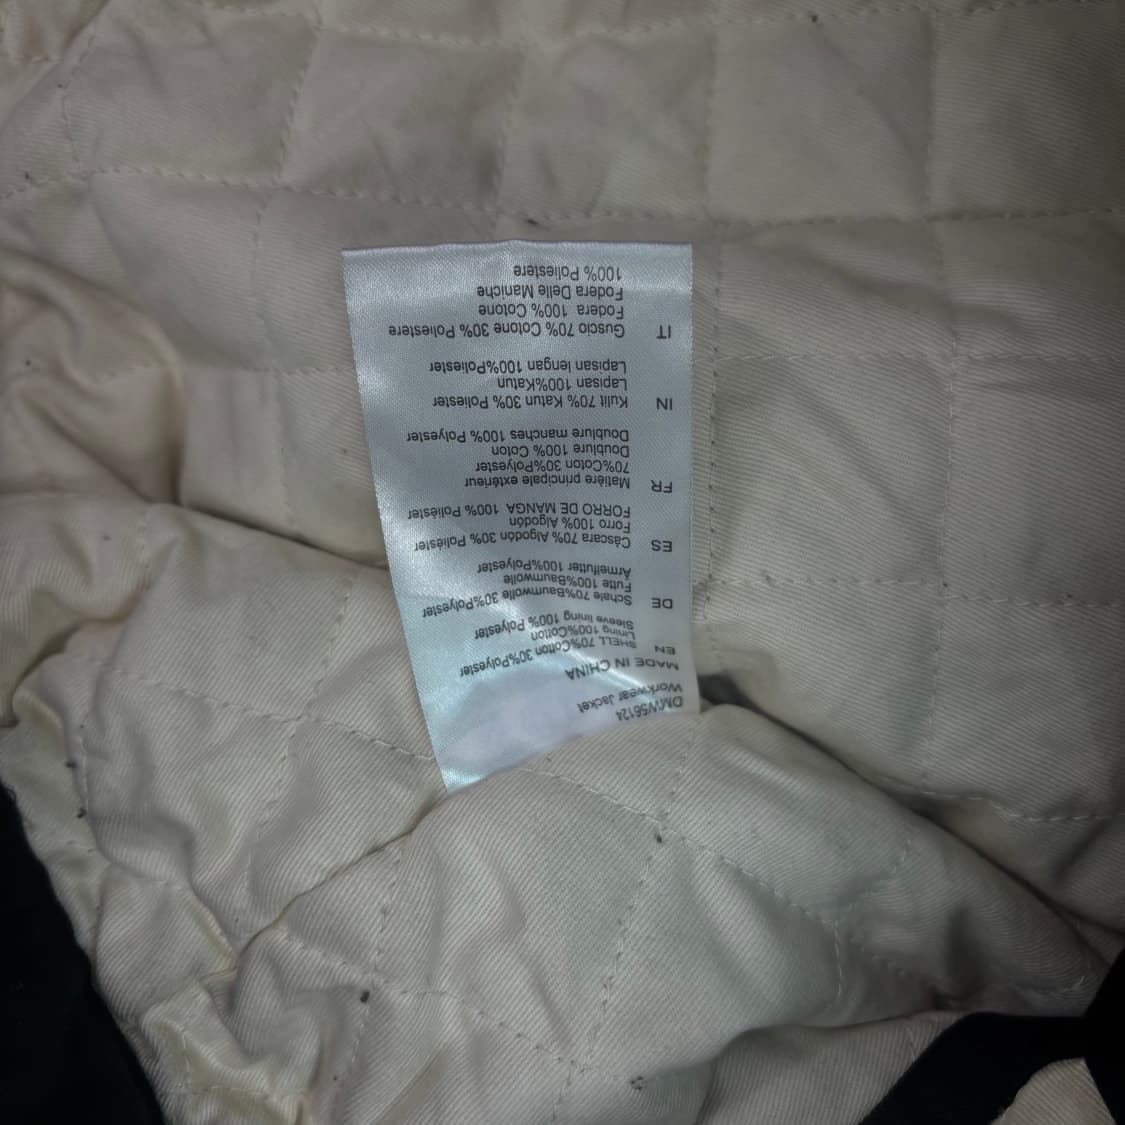 DMW56124
Workwear Jacket
MADE IN CHINA
EN SHELL 70%Cotton 30%Polyester
Lining 100%Cotton
Sleeve lining 100% Polyester
DE Schale 70%Baumwolle 30%Polyester
Futte 100%Baumwolle
Ärmelfutter 100%Polyester
ES Cáscara 70% Algodón 30% Poliéster
Forro 100% Algodón
FORRO DE MANGA 100% Poliéster
FR Matière principale extérieur
70%Coton 30%Polyester
Doublure 100% Coton
Doublure manches 100% Polyester
IN Kulit 70% Katun 30% Poliester
Lapisan 100%Katun
Lapisan lengan 100%Poliester
IT Guscio 70% Cotone 30% Poliestere
Fodera 100% Cotone
Fodera Delle Maniche
100% Poliestere